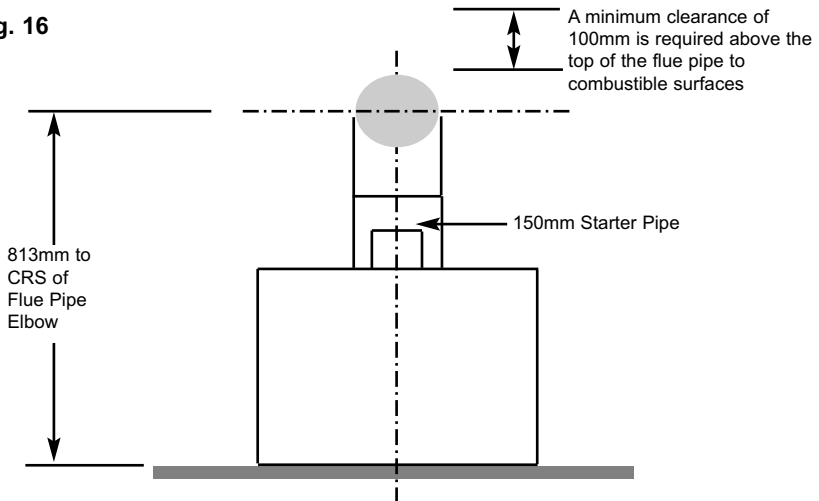 g. 16
A minimum clearance of
100mm is required above the
top of the flue pipe to
combustible surfaces
150mm Starter Pipe
813mm to
CRS of
Flue Pipe
Elbow